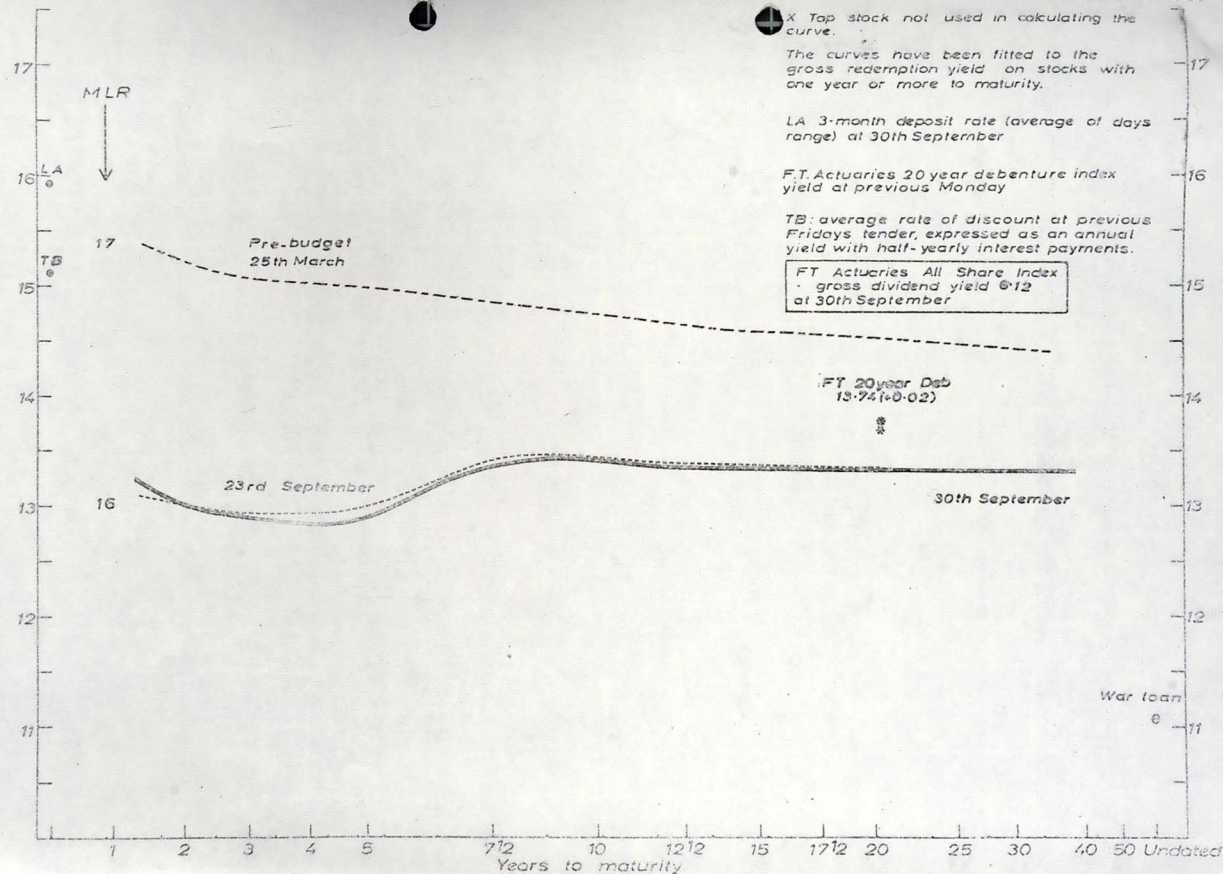 X Tap stock not used in calculating the
curve.
The curves have been fitted to the
gross redemption yield on stocks with
one year or more to maturity.
LA 3-month deposit rate (average of days
range) at 30th September
F.T. Actuaries 20 year debenture index
yield at previous Monday
TB: average rate of discount at previous
Fridays tender, expressed as an annual
yield with half-yearly interest payments.
FT Actuaries All Share Index
- gross dividend yield 6·12
at 30th September
MLR
LA
TB
17
16
15
14
13
12
11
17
16
Pre-budget
25th March
FT 20year Deb
13·74(+0·02)
23rd September
30th September
War loan
17
16
15
14
13
12
11
1 2 3 4 5 7½ 10 12½ 15 17½ 20 25 30 40 50 Undated
Years to maturity